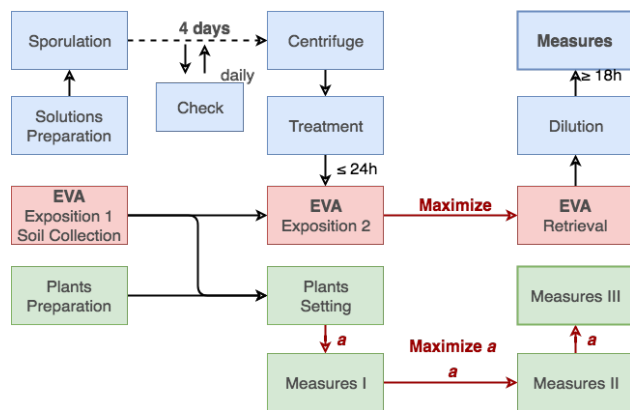 Sporulation
4 days
Centrifuge
Measures
daily
≥ 18h
Check
Solutions
Preparation
Treatment
Dilution
≤ 24h
EVA
Exposition 1
Soil Collection
EVA
Exposition 2
Maximize
EVA
Retrieval
Plants
Preparation
Plants
Setting
Measures III
a
Maximize a
a
a
Measures I
Measures II